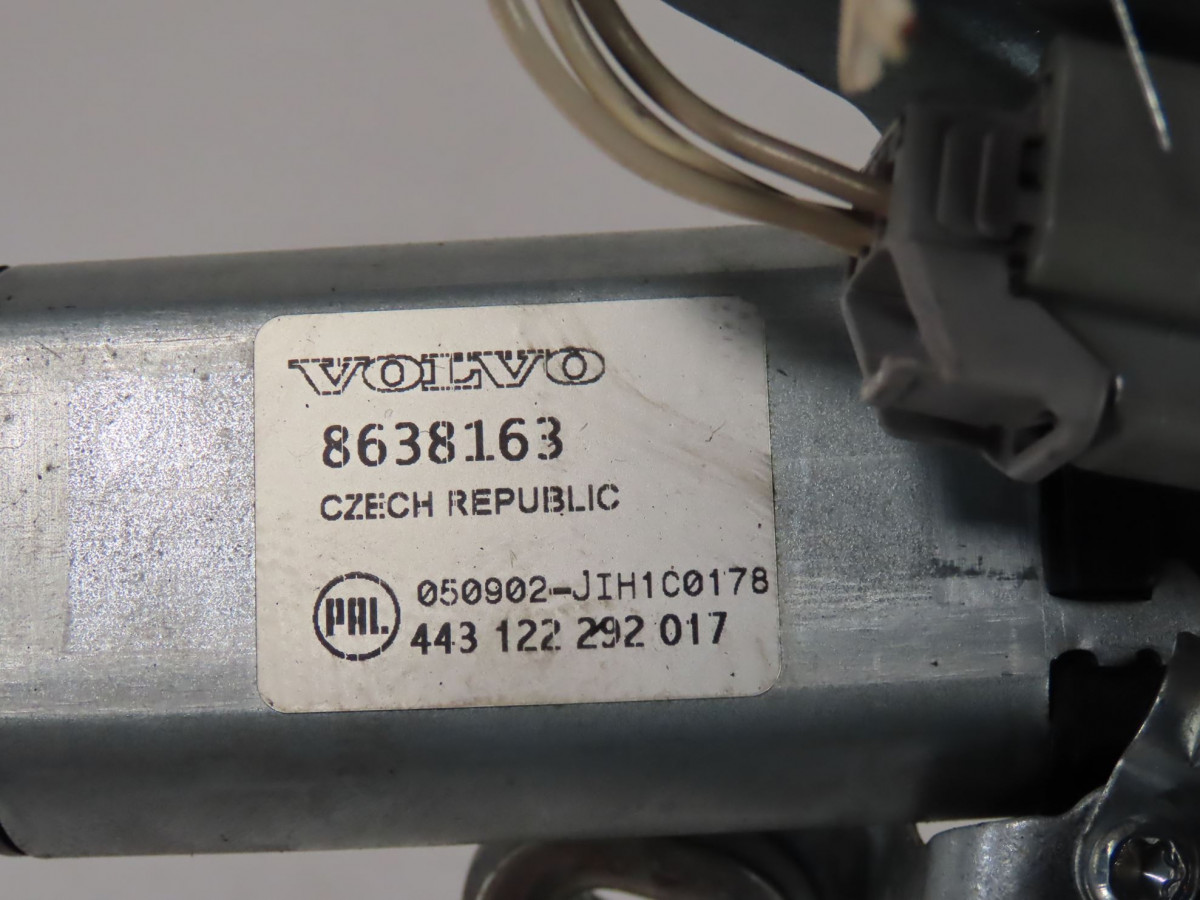 VOLVO
8638163
CZECH REPUBLIC
PAL. 050902-JIH1C0178
443 122 292 017